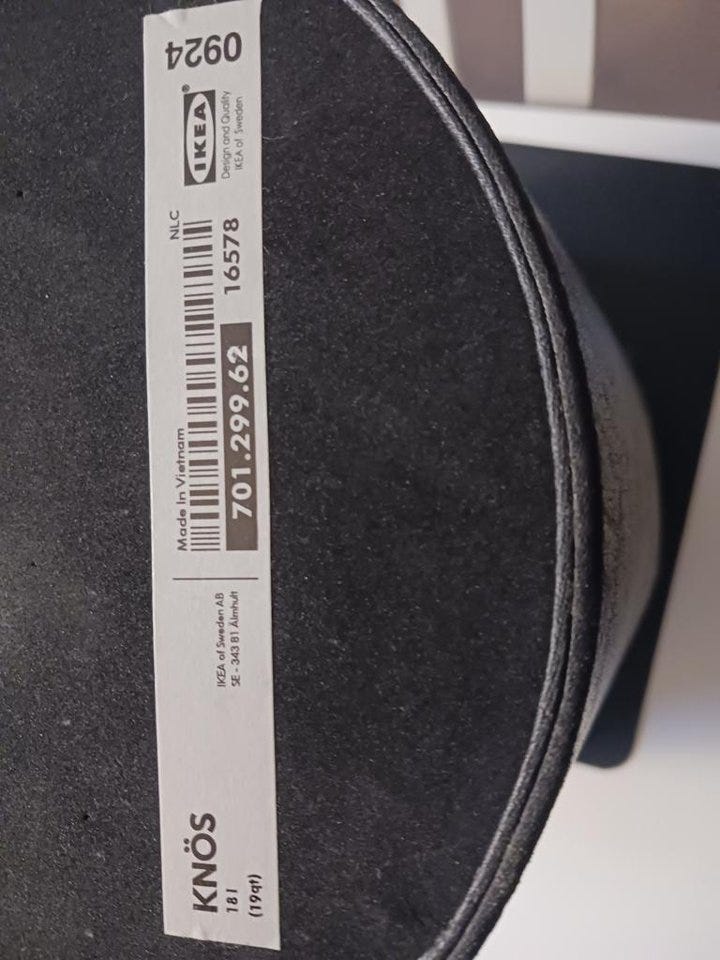 KNÖS
18 l
(19qt)
IKEA of Sweden AB
SE - 343 81 Älmhult
Made in Vietnam
NLC
701.299.62
16578
IKEA®
Design and Quality
IKEA of Sweden
0924